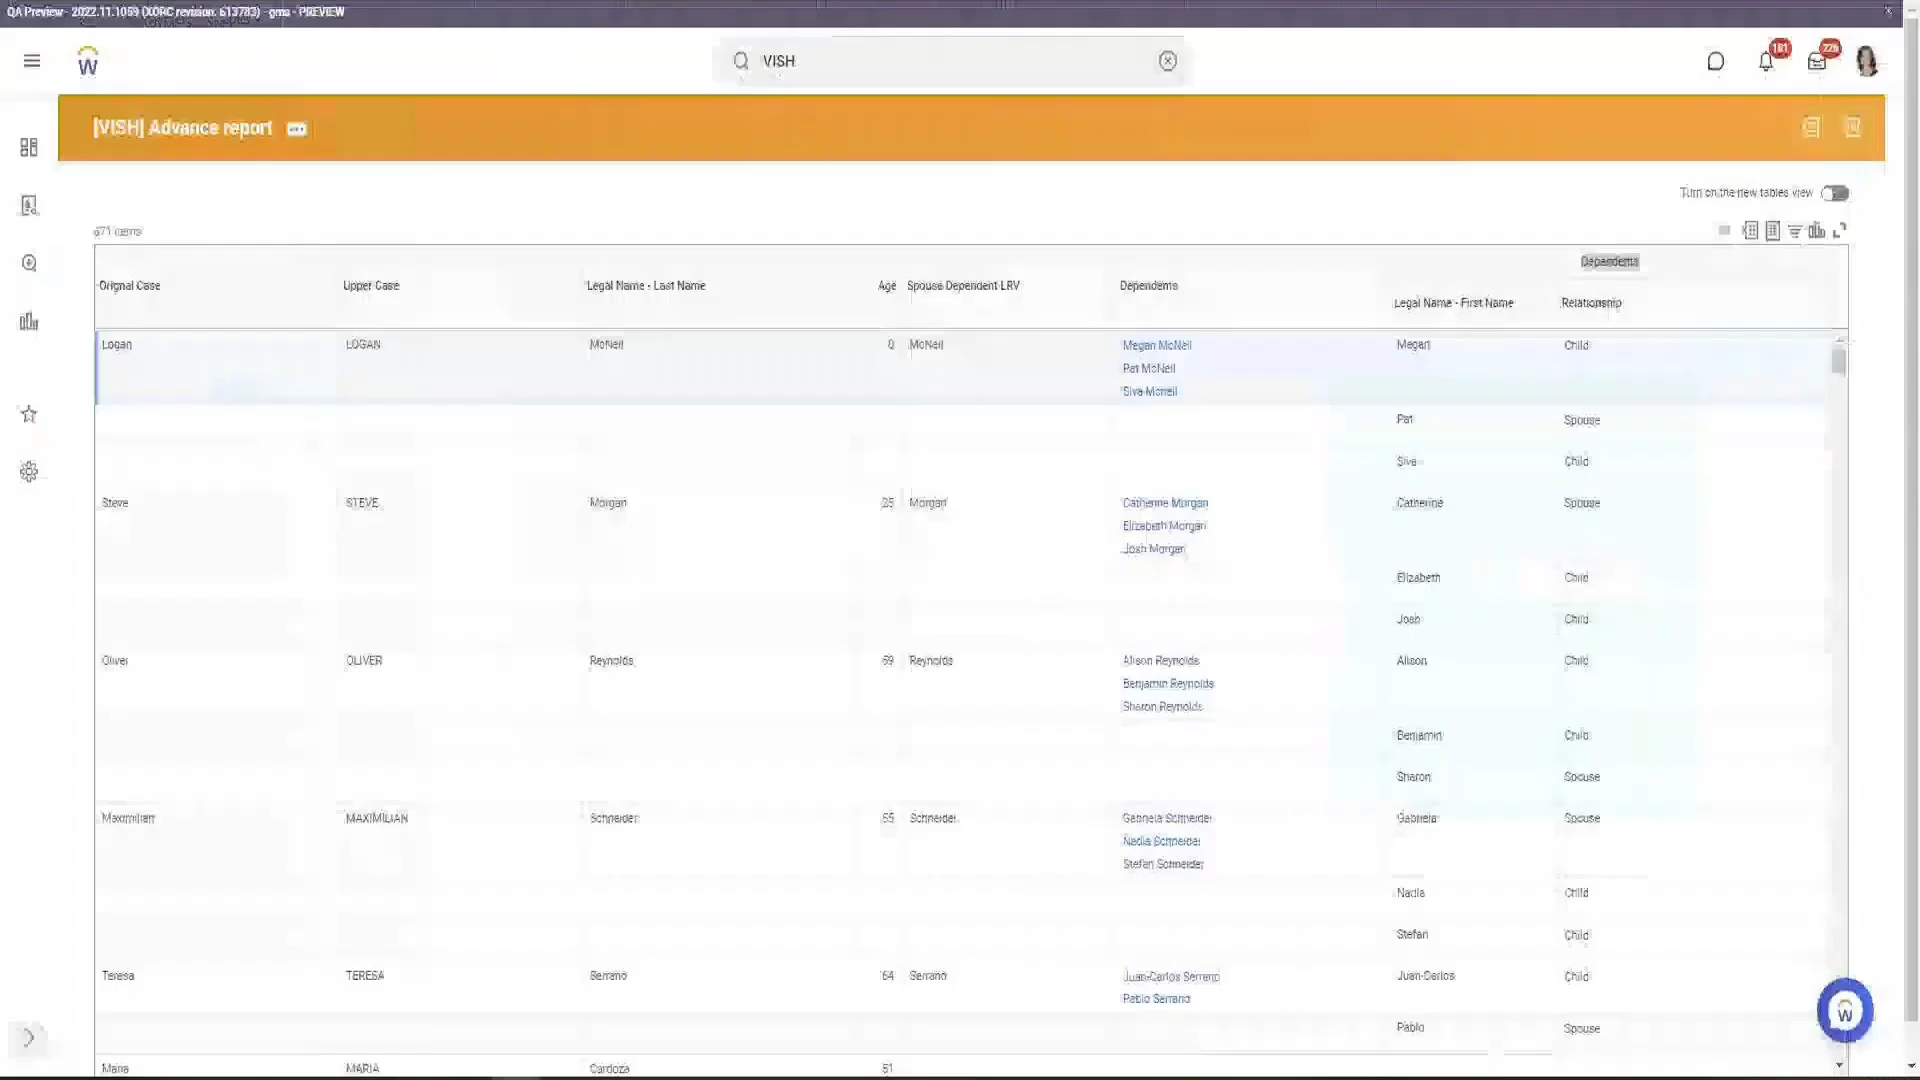 QA Preview - 2022.11.1059 (XORC revision: 613783) - gms - PREVIEW
VISH
181
226
[VISH] Advance report
Turn on the new tables view
671 items
Dependents
Orignal Case Upper Case Legal Name - Last Name Age Spouse Dependent LRV Dependents
Legal Name - First Name Relationship
Logan LOGAN McNeil 0 McNeil Megan McNeil Megan Child
Pat McNeil
Siva Mcneil
Pat Spouse
Siva Child
Steve STEVE Morgan 25 Morgan Catherine Morgan Catherine Spouse
Elizabeth Morgan
Josh Morgan
Elizabeth Child
Josh Child
Oliver OLIVER Reynolds 59 Reynolds Alison Reynolds Alison Child
Benjamin Reynolds
Sharon Reynolds
Benjamin Child
Sharon Spouse
Maximilian MAXIMILIAN Schneider 55 Schneider Gabriela Schneider Gabriela Spouse
Nadia Schneider
Stefan Schneider
Nadia Child
Stefan Child
Teresa TERESA Serrano 64 Serrano Juan-Carlos Serrano Juan-Carlos Child
Pablo Serrano
Pablo Spouse
Maria MARIA Cardoza 51